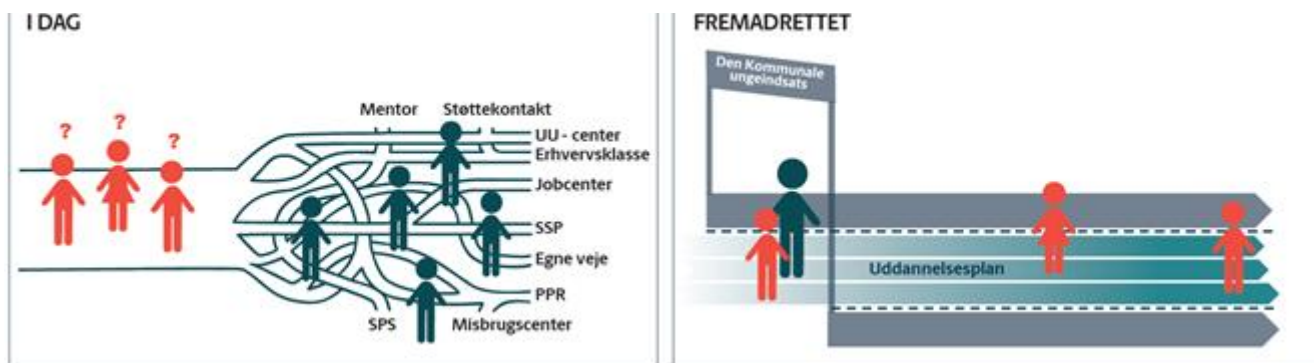 I DAG
?
?
?
Mentor
Støttekontakt
UU - center
Erhvervsklasse
Jobcenter
SSP
Egne veje
PPR
SPS
Misbrugscenter
FREMADRETTET
Den Kommunale
ungeindsats
Uddannelsesplan